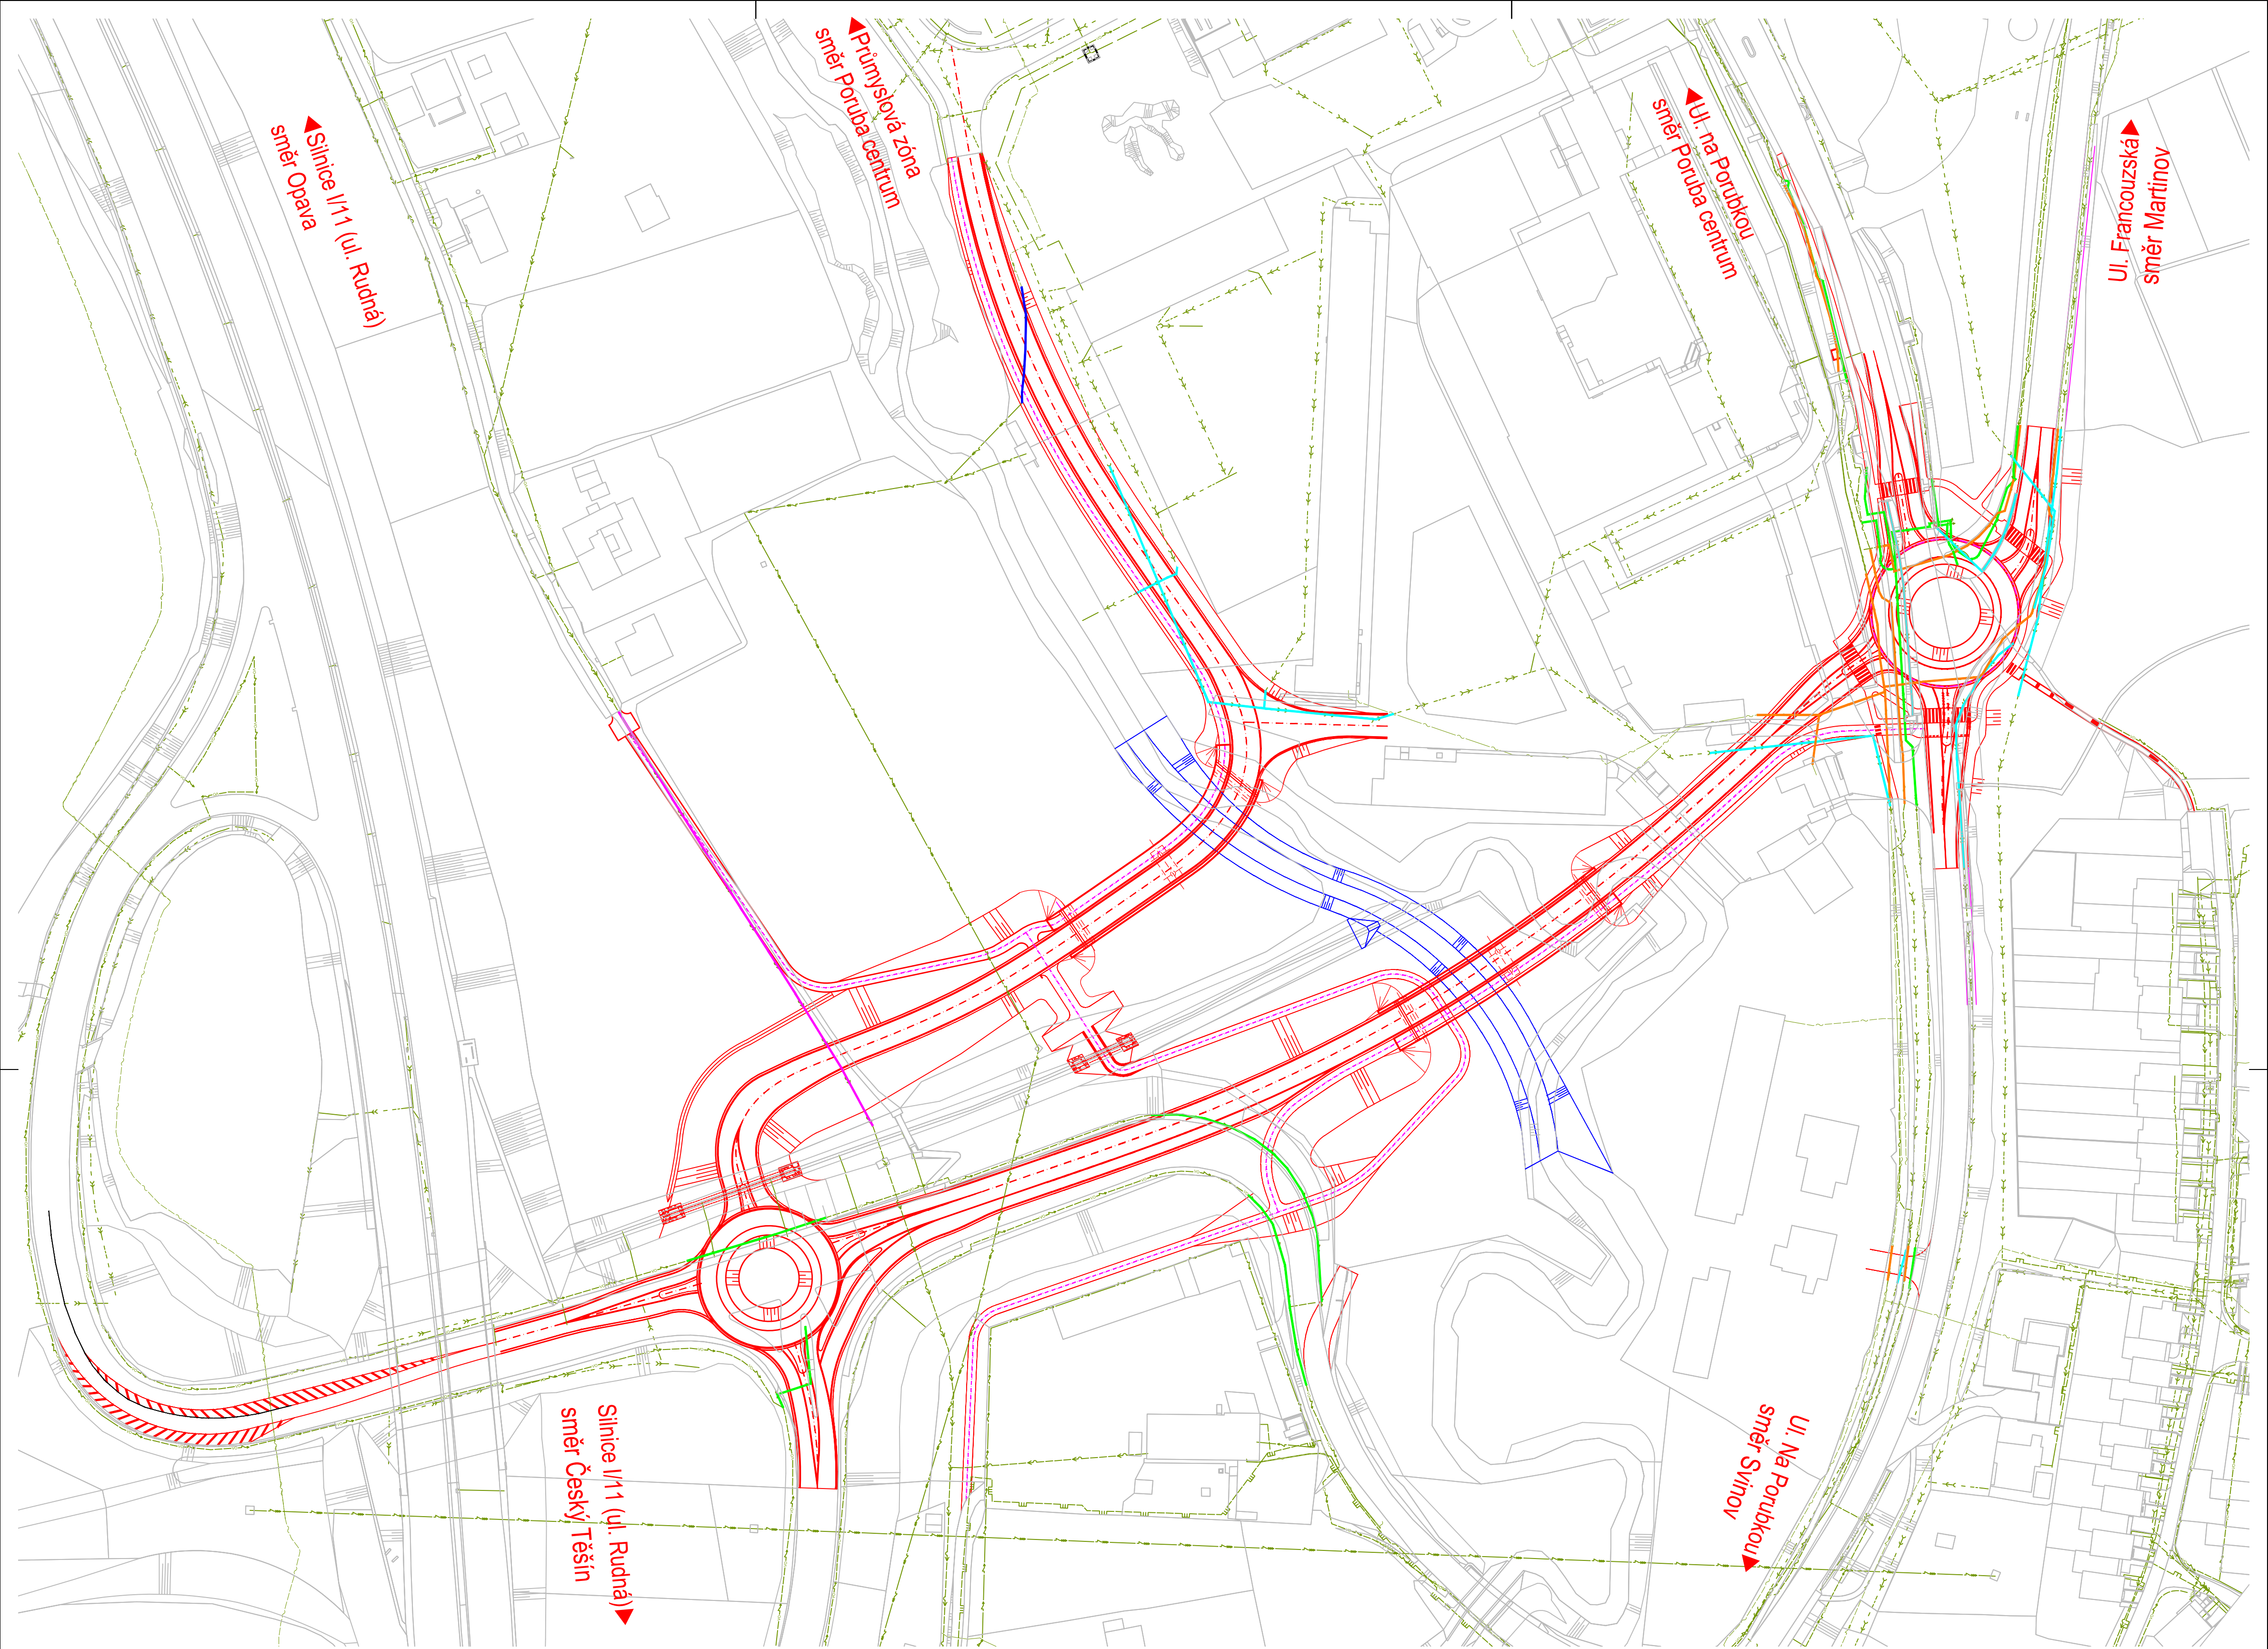 Silnice I/11 (ul. Rudná)
směr Opava
Průmyslová zóna
směr Poruba centrum
Ul. na Porubkou
směr Poruba centrum
Ul. Francouzská
směr Martinov
Silnice I/11 (ul. Rudná)
směr Český Těšín
Ul. Na Porubkou
směr Svinov